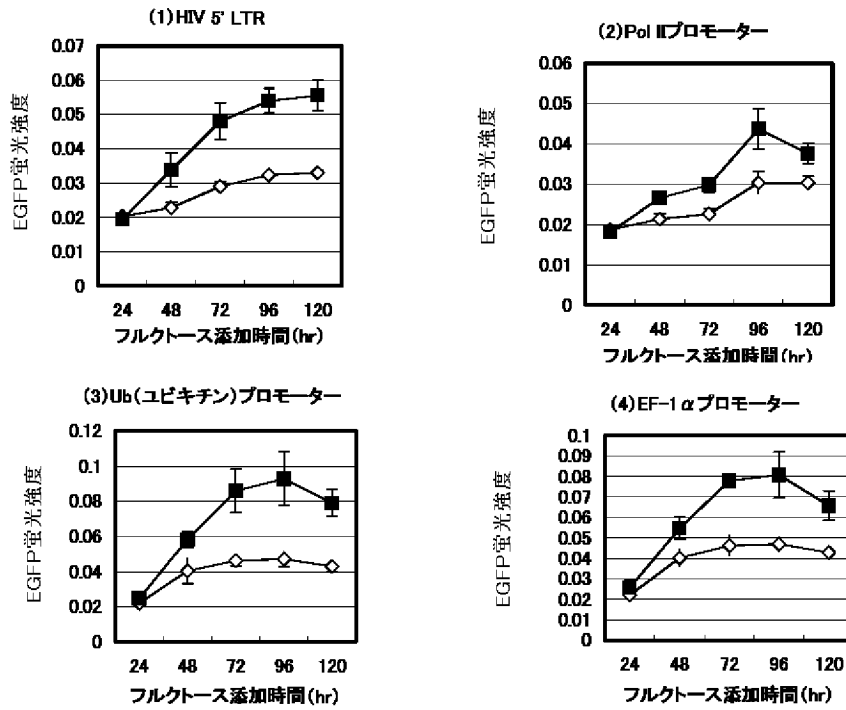 (1)HIV 5' LTR
EGFP蛍光強度
0.07
0.06
0.05
0.04
0.03
0.02
0.01
0
24 48 72 96 120
フルクトース添加時間(hr)
(2)Pol IIプロモーター
EGFP蛍光強度
0.06
0.05
0.04
0.03
0.02
0.01
0
24 48 72 96 120
フルクトース添加時間(hr)
(3)Ub(ユビキチン)プロモーター
EGFP蛍光強度
0.12
0.1
0.08
0.06
0.04
0.02
0
24 48 72 96 120
フルクトース添加時間(hr)
(4)EF-1αプロモーター
EGFP蛍光強度
0.1
0.09
0.08
0.07
0.06
0.05
0.04
0.03
0.02
0.01
0
24 48 72 96 120
フルクトース添加時間(hr)